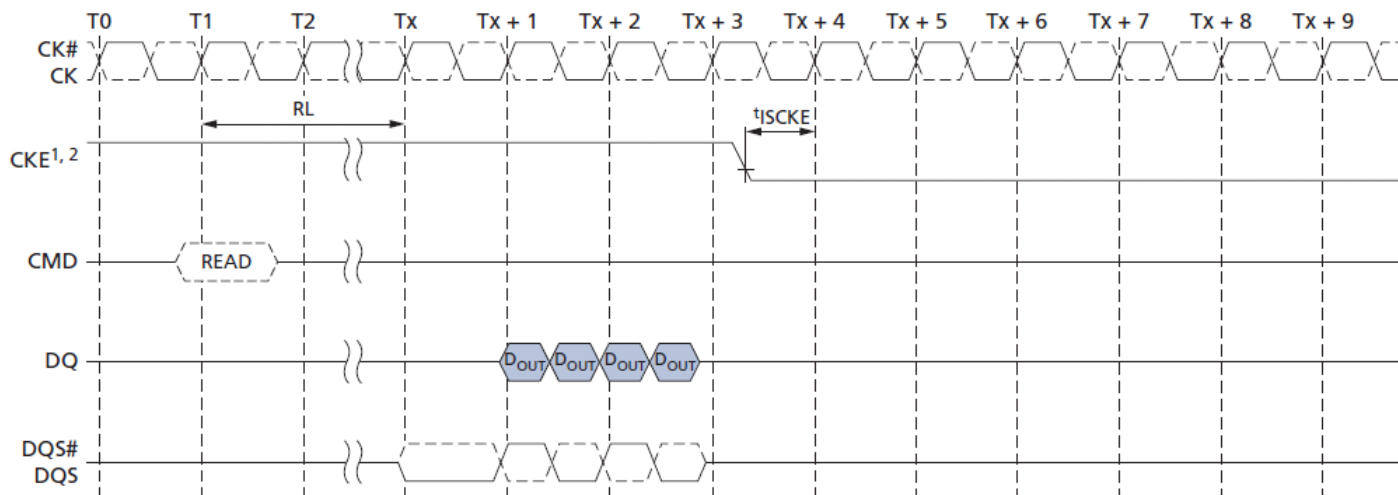 T0 T1 T2 Tx Tx + 1 Tx + 2 Tx + 3 Tx + 4 Tx + 5 Tx + 6 Tx + 7 Tx + 8 Tx + 9
CK#
CK
RL
tISCKE
CKE1, 2
CMD READ
DQ DOUT DOUT DOUT DOUT
DQS#
DQS